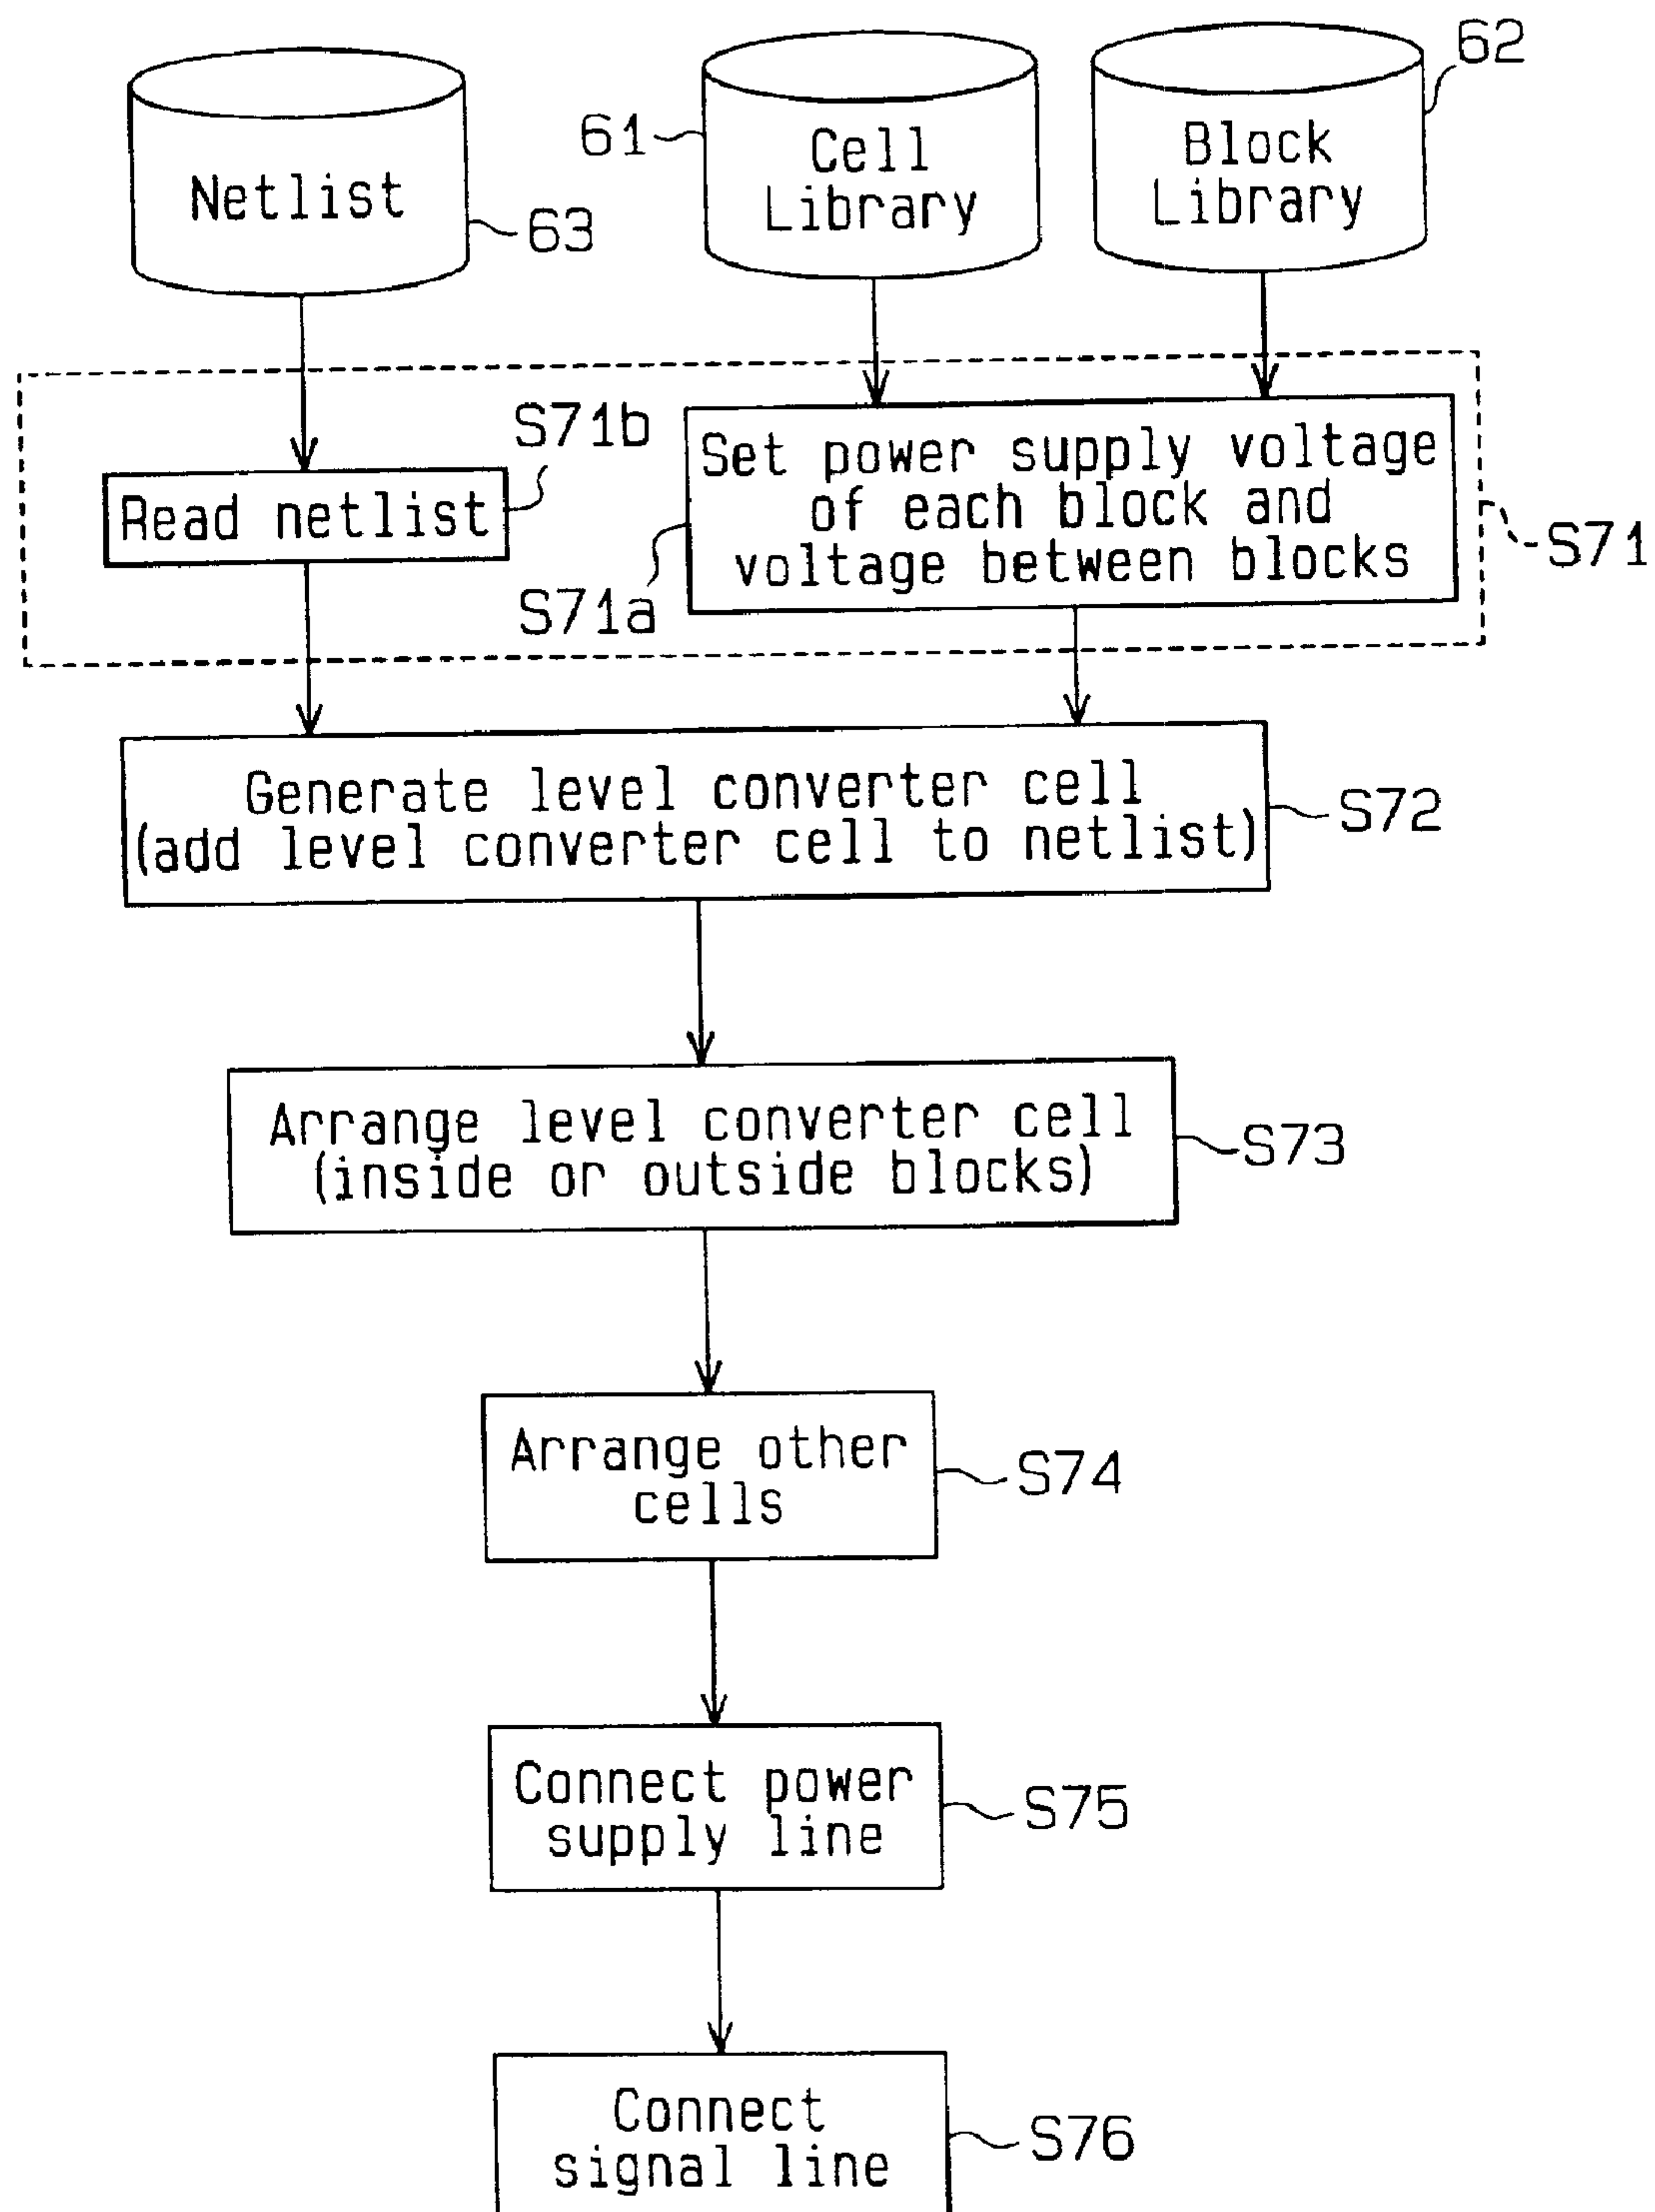 Netlist
63
61
Cell
Library
Block
Library
62
S71b
Read netlist
S71a
Set power supply voltage
of each block and
voltage between blocks
S71
Generate level converter cell
(add level converter cell to netlist)
S72
Arrange level converter cell
(inside or outside blocks)
S73
Arrange other
cells
S74
Connect power
supply line
S75
Connect
signal line
S76